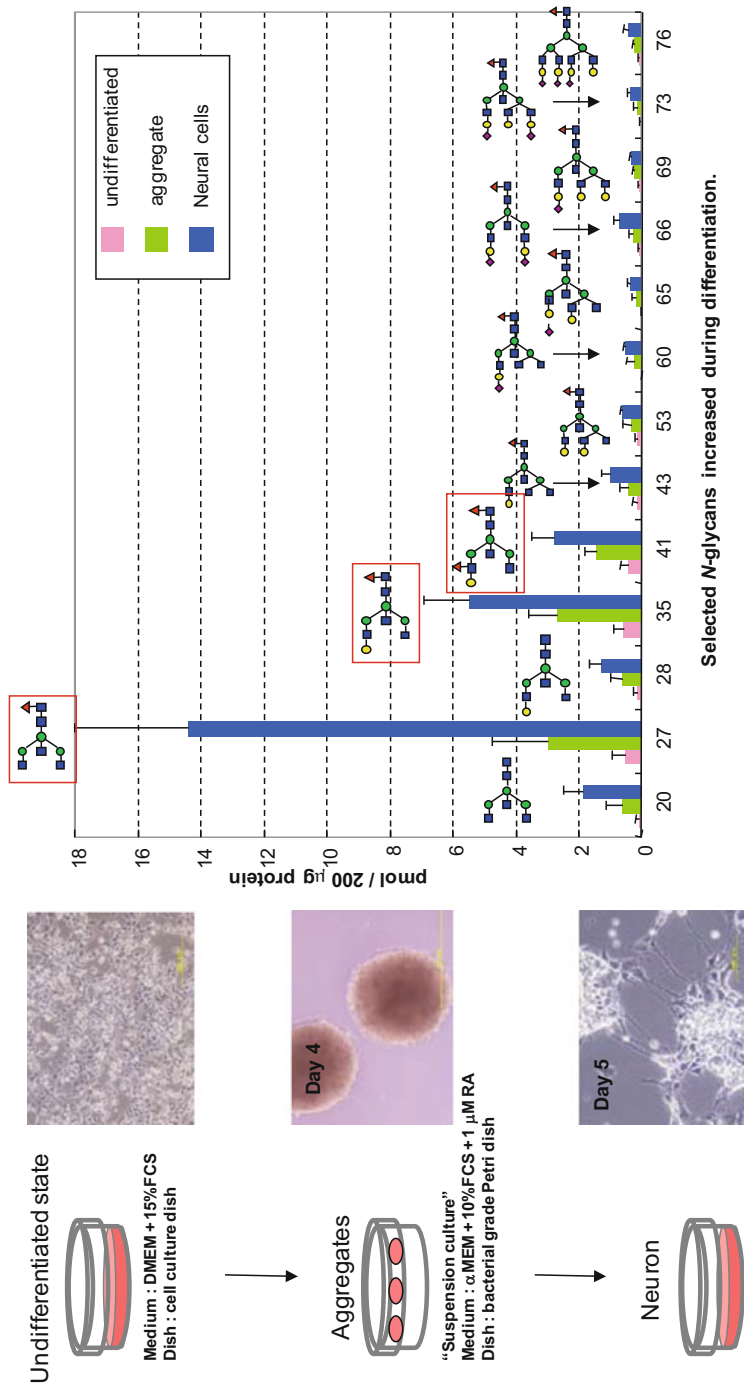 Undifferentiated state
Medium : DMEM + 15%FCS
Dish : cell culture dish
Aggregates
"Suspension culture"
Medium : αMEM + 10%FCS + 1 μM RA
Dish : bacterial grade Petri dish
Neuron
Day 4
Day 5
pmol / 200 μg protein
18
16
14
12
10
8
6
4
2
0
undifferentiated
aggregate
Neural cells
20 27 28 35 41 43 53 60 65 66 69 73 76
Selected N-glycans increased during differentiation.